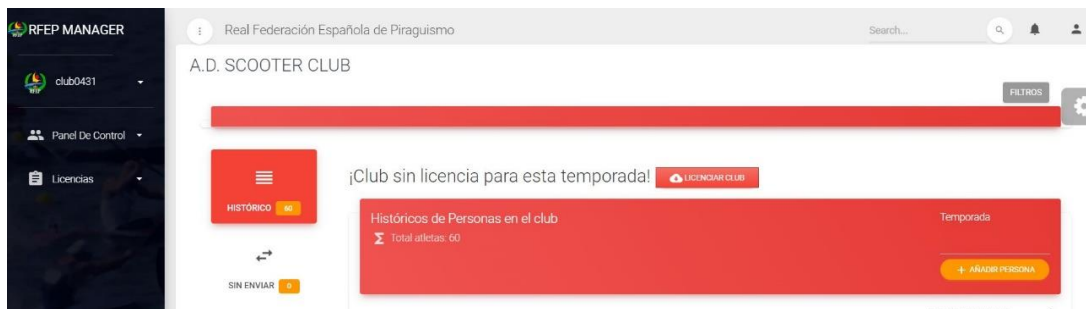 RFEP MANAGER
Real Federación Española de Piraguismo
Search...
club0431
A.D. SCOOTER CLUB
FILTROS
Panel De Control
Licencias
¡Club sin licencia para esta temporada!
LICENCIAR CLUB
HISTÓRICO 60
Históricos de Personas en el club
Temporada
Total atletas: 60
+ AÑADIR PERSONA
SIN ENVIAR 0